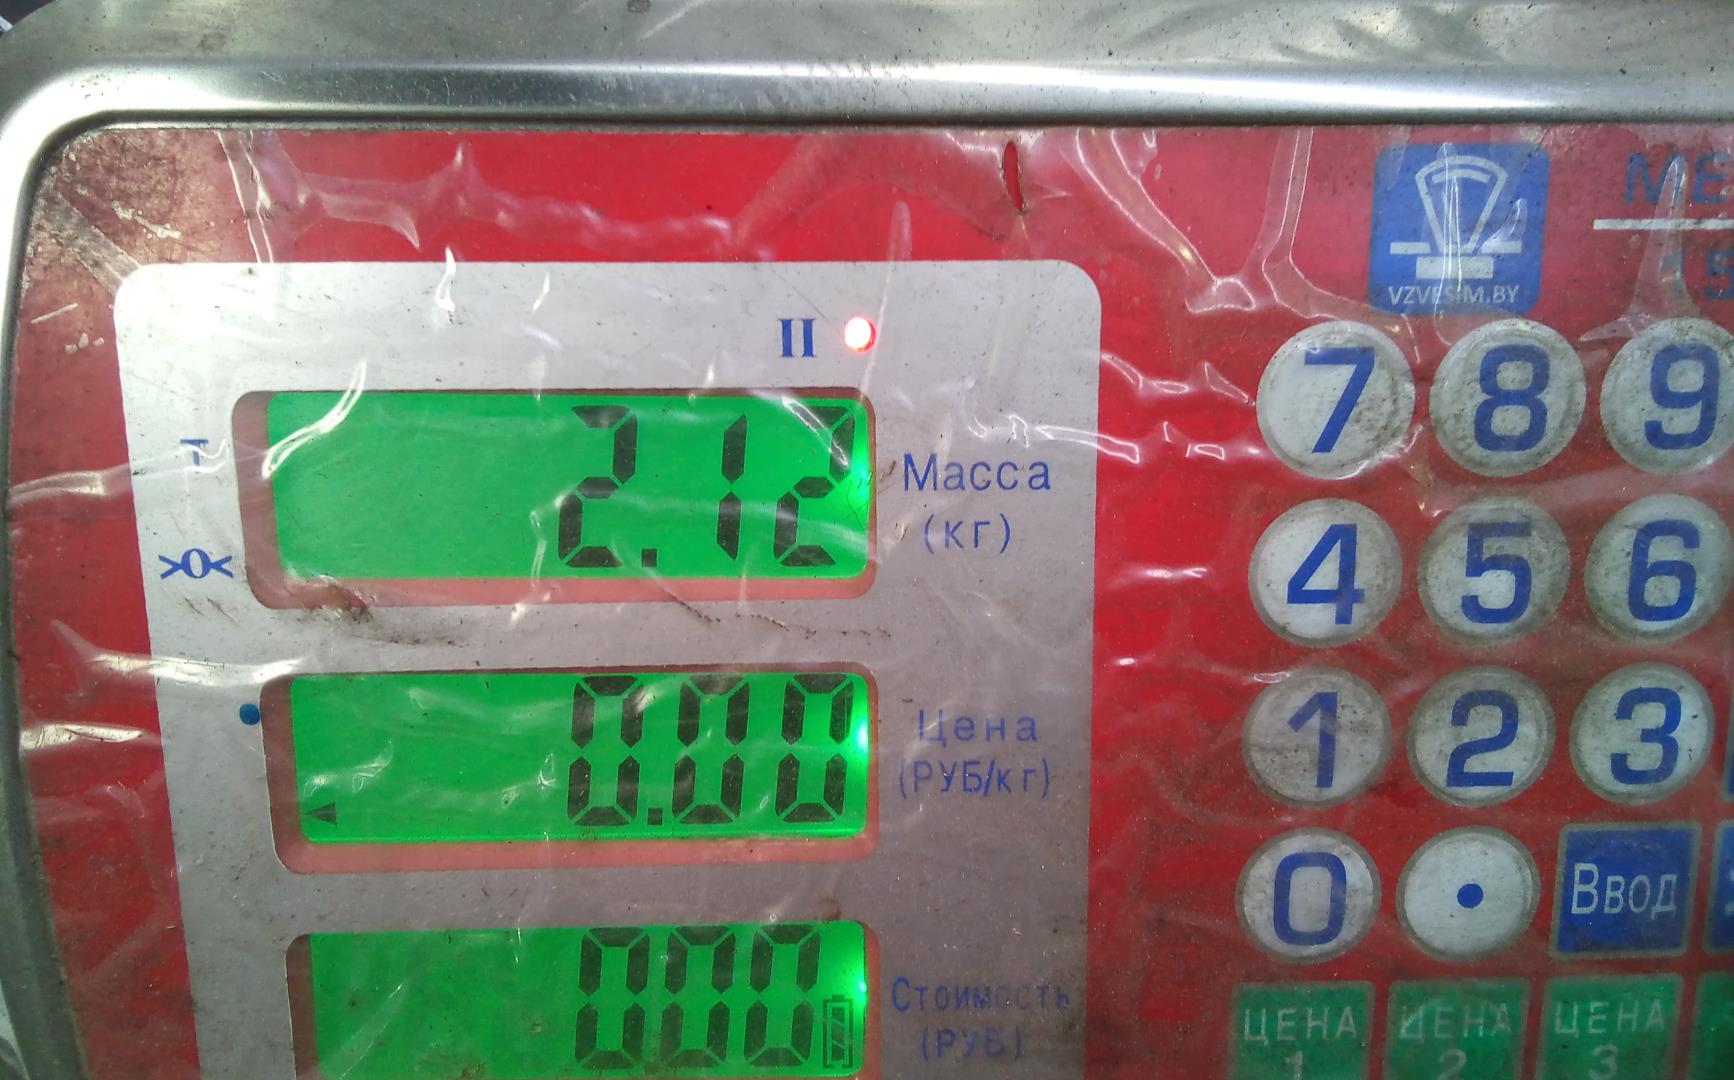 VZVESIM.BY
II
2.12
Масса
(кг)
>0<
0.00
Цена
(РУБ/кг)
000
Стоимость
(РУБ)
7 8 9
4 5 6
1 2 3
0 . Ввод
ЦЕНА 1
ЦЕНА 2
ЦЕНА 3